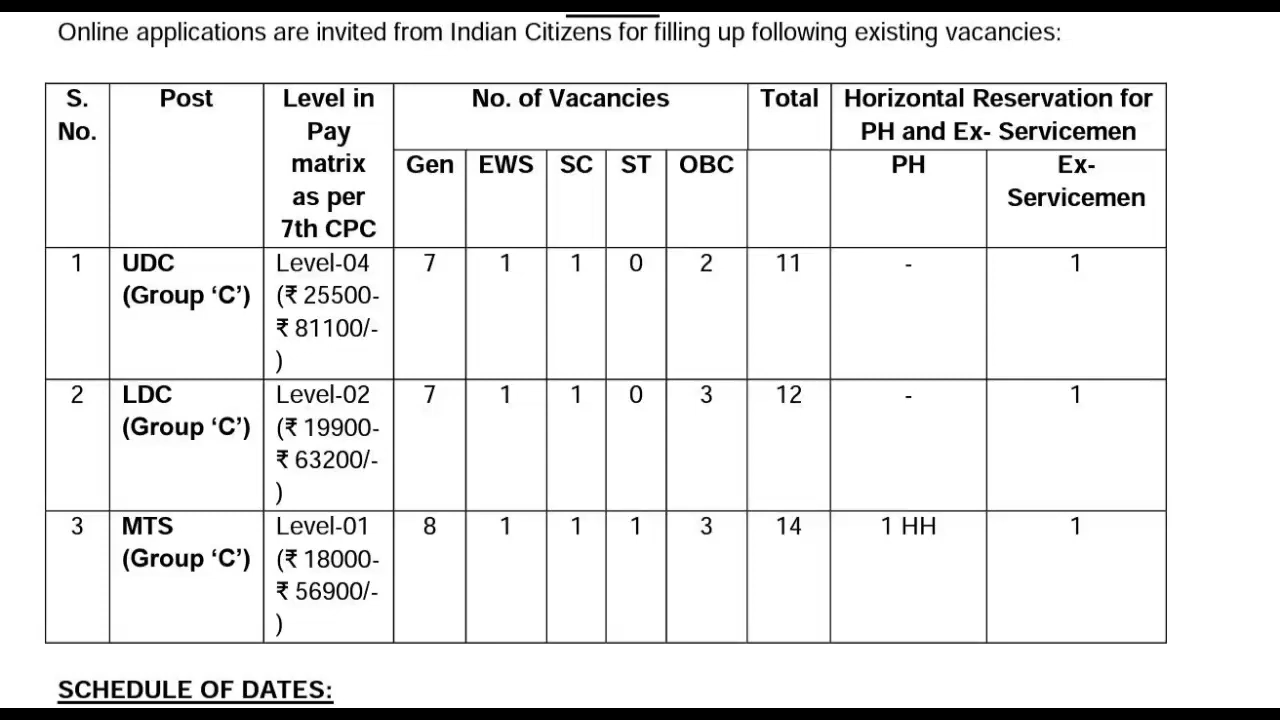 Online applications are invited from Indian Citizens for filling up following existing vacancies:
S. No. Post Level in Pay matrix as per 7th CPC No. of Vacancies Total Horizontal Reservation for PH and Ex- Servicemen
Gen EWS SC ST OBC PH Ex- Servicemen
1 UDC (Group ‘C’) Level-04 (₹ 25500- ₹ 81100/- ) 7 1 1 0 2 11 - 1
2 LDC (Group ‘C’) Level-02 (₹ 19900- ₹ 63200/- ) 7 1 1 0 3 12 - 1
3 MTS (Group ‘C’) Level-01 (₹ 18000- ₹ 56900/- ) 8 1 1 1 3 14 1 HH 1
SCHEDULE OF DATES: